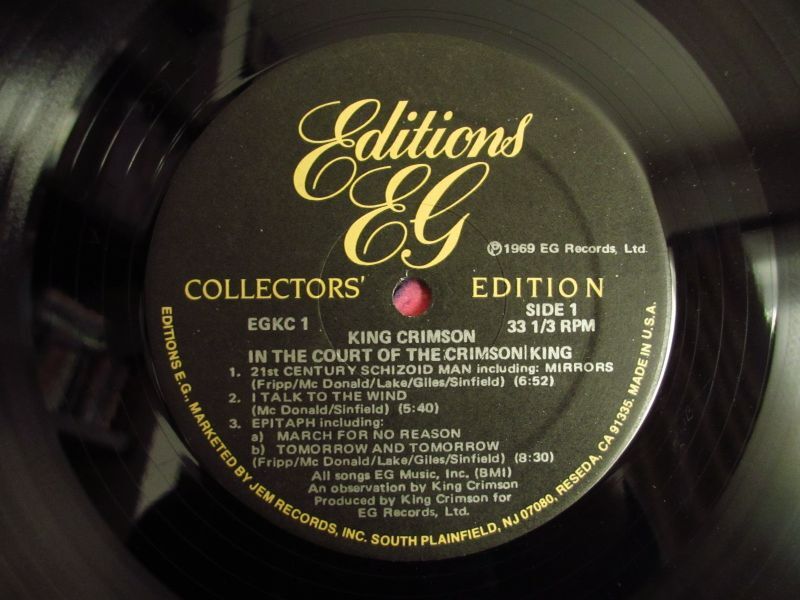 Editions
EG
℗1969 EG Records, Ltd.
COLLECTORS' EDITION
EGKC 1
SIDE 1
33 1/3 RPM
KING CRIMSON
IN THE COURT OF THE CRIMSON KING
1. 21st CENTURY SCHIZOID MAN including: MIRRORS
(Fripp/Mc Donald/Lake/Giles/Sinfield) (6:52)
2. I TALK TO THE WIND
(Mc Donald/Sinfield) (5:40)
3. EPITAPH including:
a) MARCH FOR NO REASON
b) TOMORROW AND TOMORROW
(Fripp/Mc Donald/Lake/Giles/Sinfield) (8:30)
All songs EG Music, Inc. (BMI)
An observation by King Crimson
Produced by King Crimson for
EG Records, Ltd.
EDITIONS E.G., MARKETED BY JEM RECORDS, INC. SOUTH PLAINFIELD, NJ 07080, RESEDA, CA 91335. MADE IN U.S.A.